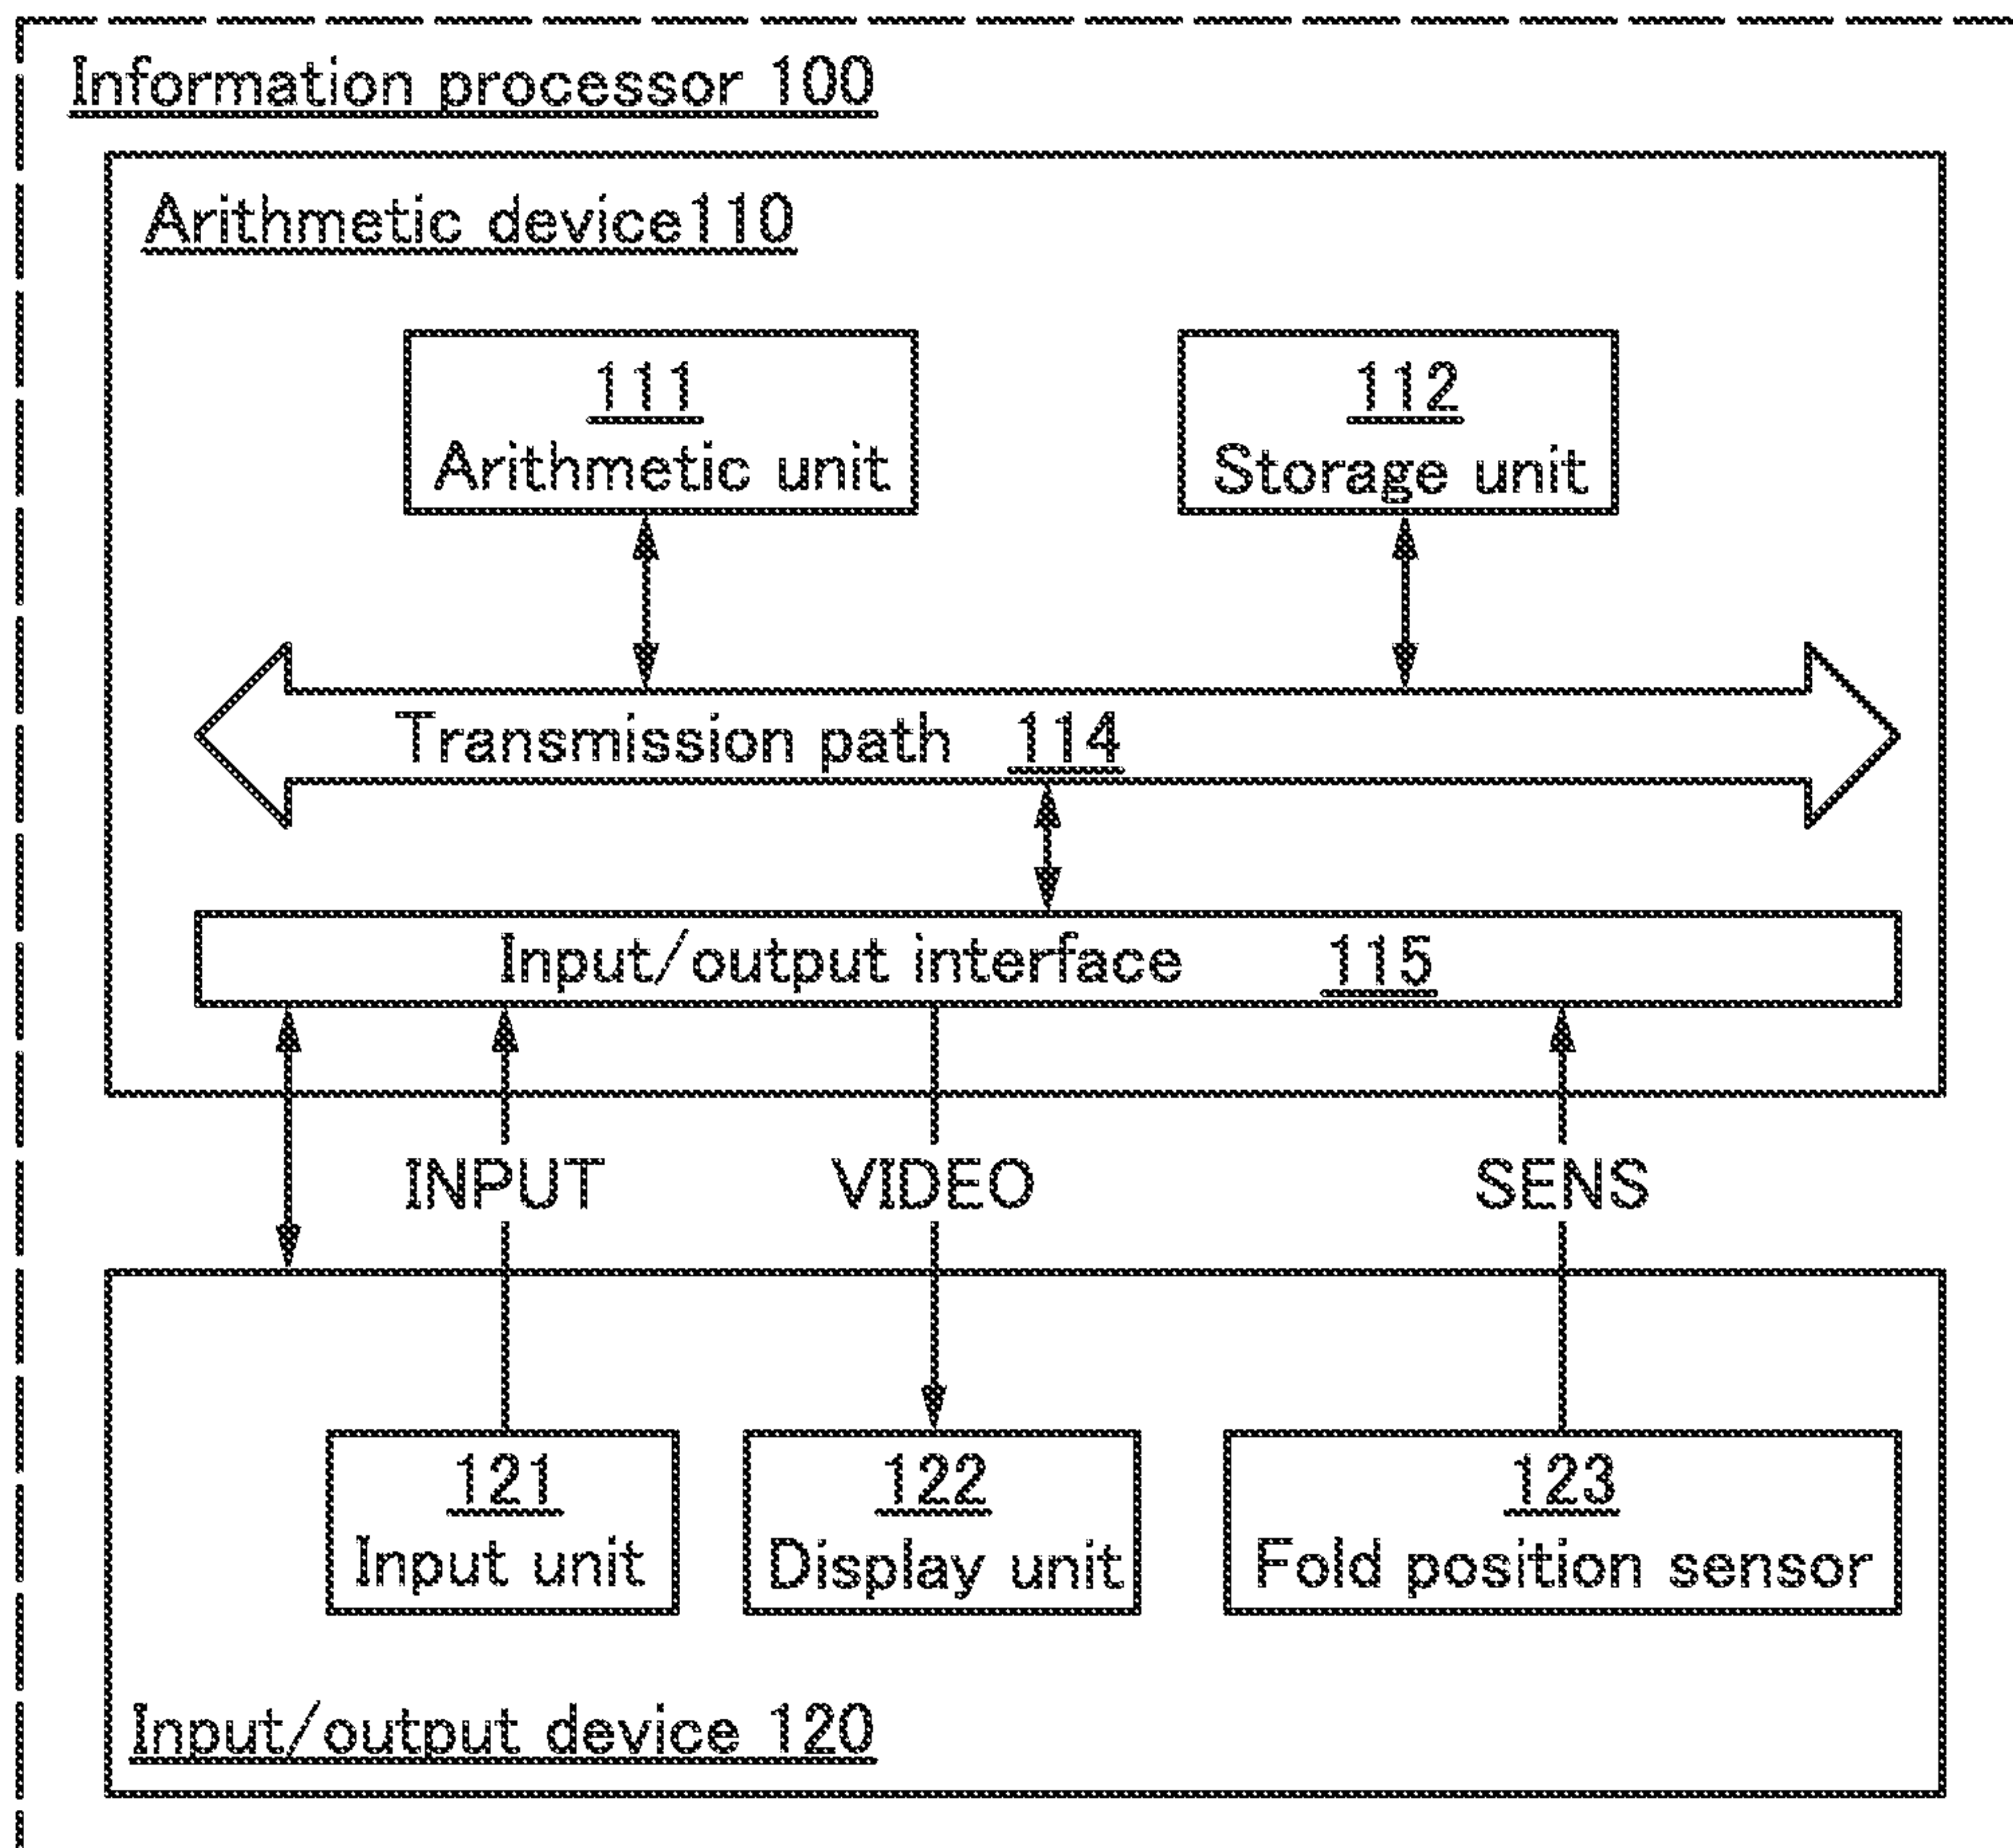 Information processor 100
Arithmetic device110
111
Arithmetic unit
112
Storage unit
Transmission path 114
Input/output interface 115
INPUT
VIDEO
SENS
121
Input unit
122
Display unit
123
Fold position sensor
Input/output device 120